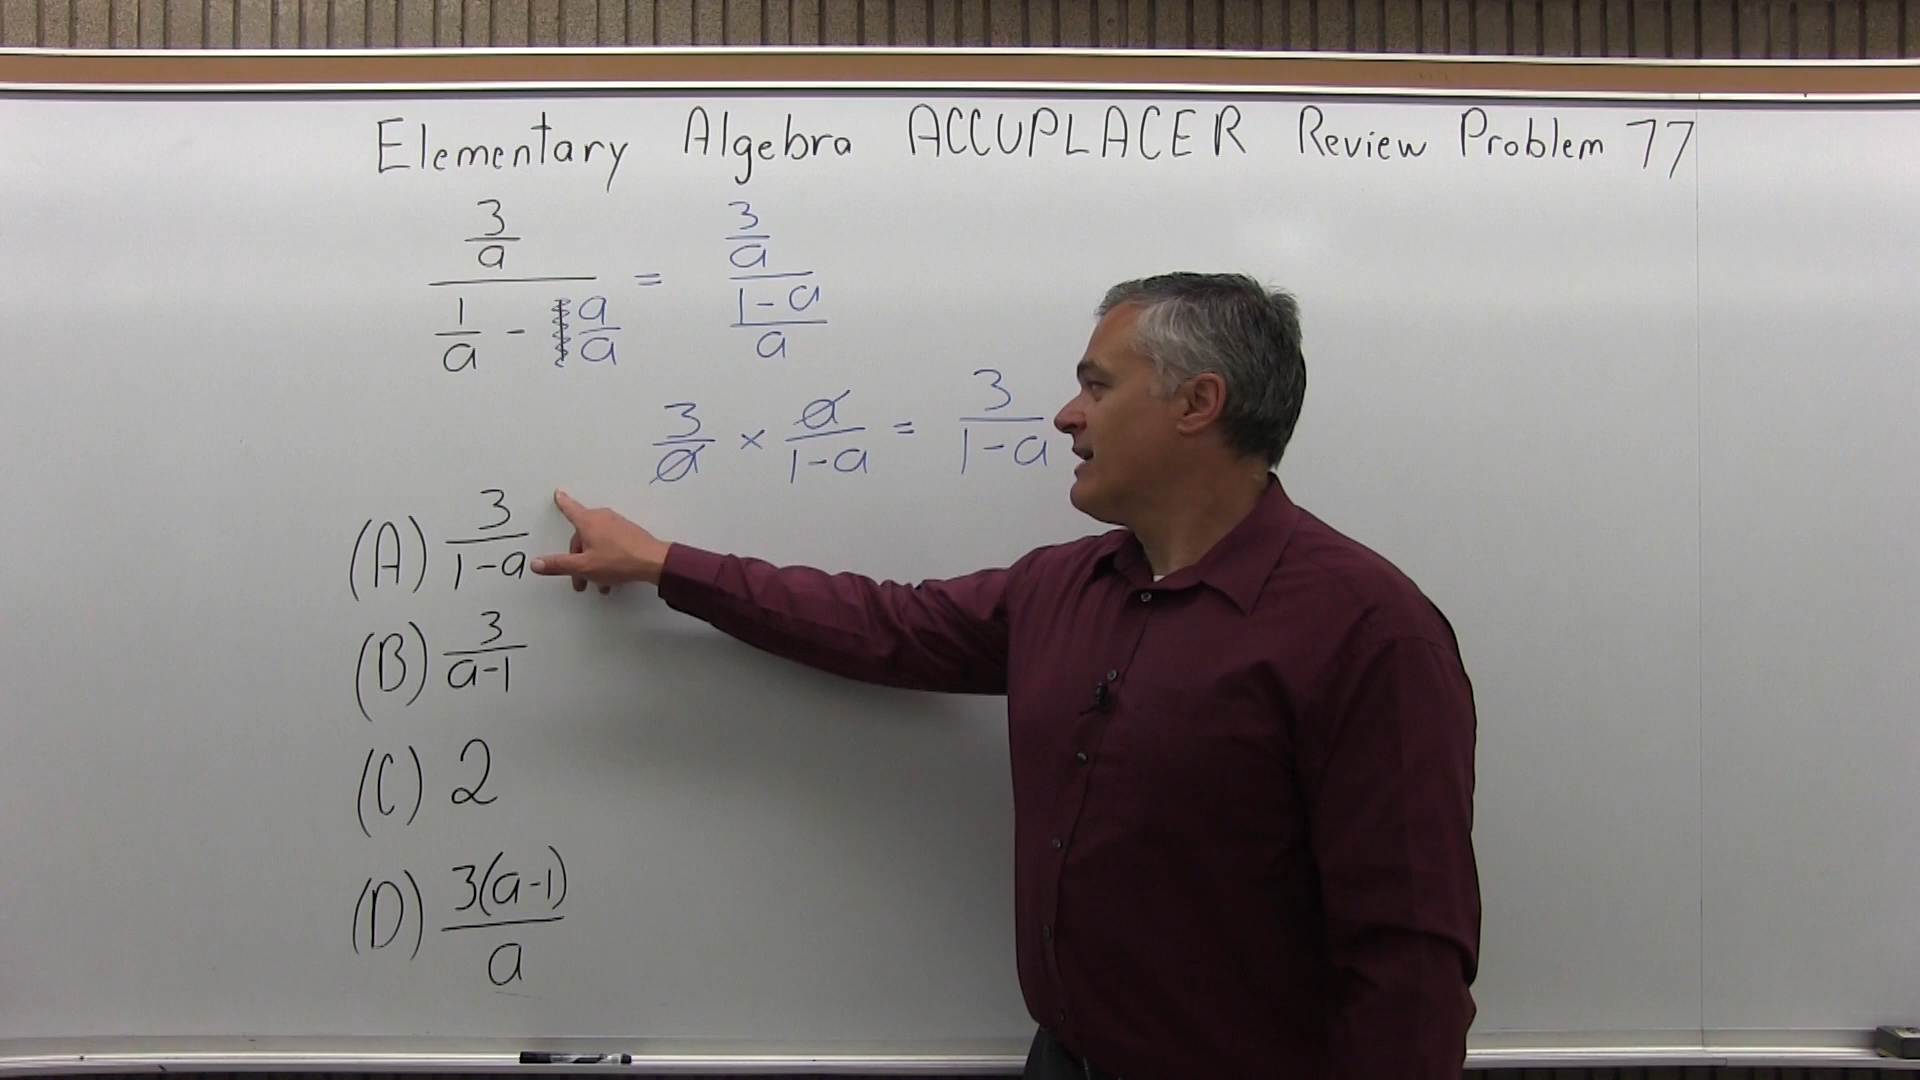 Elementary Algebra ACCUPLACER Review Problem 77
3/a / (1/a - a/a) = 3/a / ((1-a)/a)
3/a × a/(1-a) = 3/(1-a)
(A) 3/(1-a)
(B) 3/(a-1)
(C) 2
(D) 3(a-1)/a